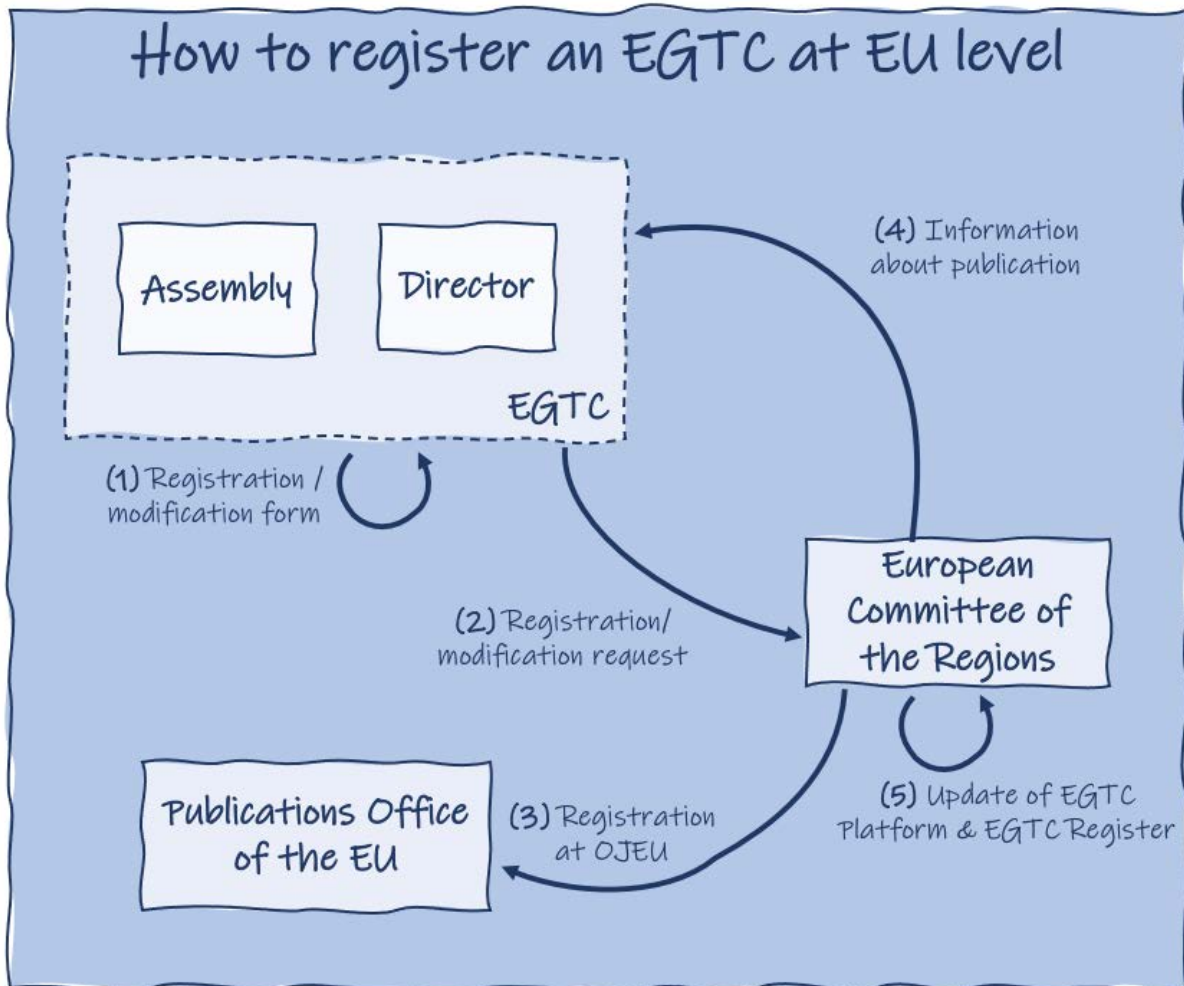 How to register an EGTC at EU level
Assembly
Director
EGTC
(4) Information
about publication
(1) Registration /
modification form
(2) Registration/
modification request
European
Committee of
the Regions
Publications Office
of the EU
(3) Registration
at OJEU
(5) Update of EGTC
Platform & EGTC Register